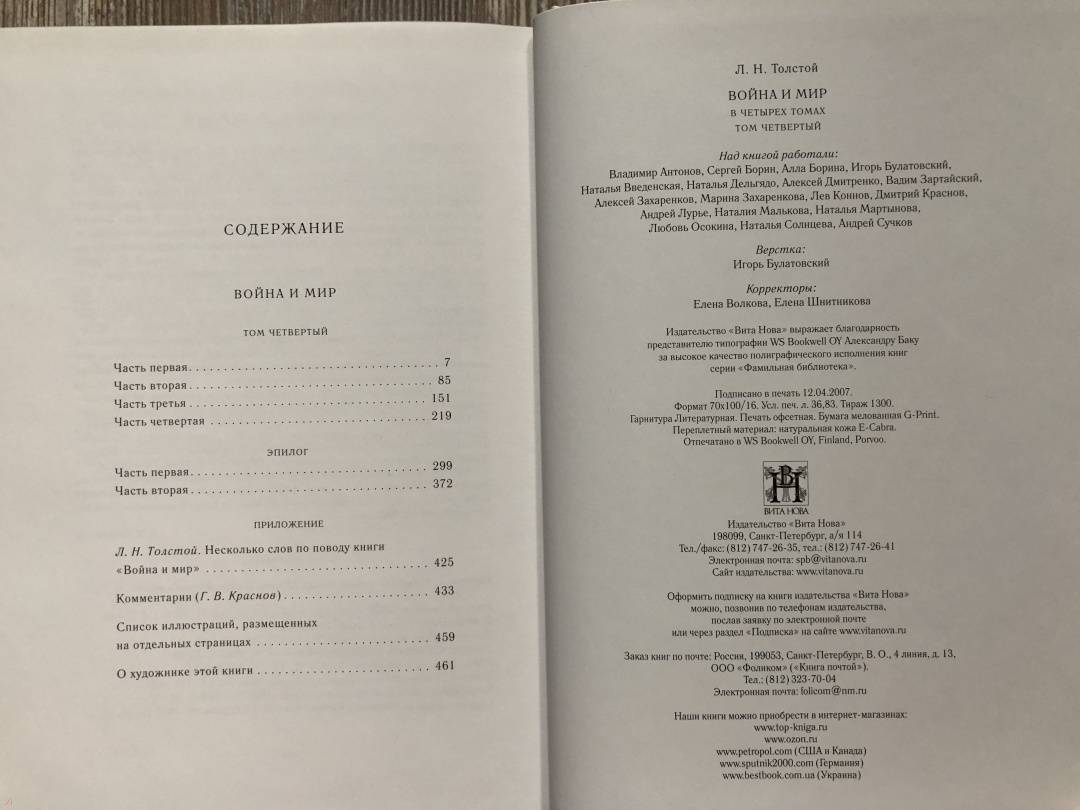 СОДЕРЖАНИЕ
ВОЙНА И МИР
ТОМ ЧЕТВЕРТЫЙ
Часть первая. . . . . . . . . . . . . . . . . . . . . . . . . . . . . . . . . 7
Часть вторая . . . . . . . . . . . . . . . . . . . . . . . . . . . . . . . . 85
Часть третья . . . . . . . . . . . . . . . . . . . . . . . . . . . . . . . . 151
Часть четвертая . . . . . . . . . . . . . . . . . . . . . . . . . . . . . . 219
ЭПИЛОГ
Часть первая. . . . . . . . . . . . . . . . . . . . . . . . . . . . . . . . 299
Часть вторая. . . . . . . . . . . . . . . . . . . . . . . . . . . . . . . . 372
ПРИЛОЖЕНИЕ
Л. Н. Толстой. Несколько слов по поводу книги
«Война и мир» . . . . . . . . . . . . . . . . . . . . . . . . . . . . . . 425
Комментарии (Г. В. Краснов) . . . . . . . . . . . . . . . . . . . . 433
Список иллюстраций, размещенных
на отдельных страницах . . . . . . . . . . . . . . . . . . . . . . . 459
О художнике этой книги . . . . . . . . . . . . . . . . . . . . . . . 461
Л. Н. Толстой
ВОЙНА И МИР
В ЧЕТЫРЕХ ТОМАХ
ТОМ ЧЕТВЕРТЫЙ
Над книгой работали:
Владимир Антонов, Сергей Борин, Алла Борина, Игорь Булатовский,
Наталья Введенская, Наталья Дельгядо, Алексей Дмитренко, Вадим Зартайский,
Алексей Захаренков, Марина Захаренкова, Лев Коннов, Дмитрий Краснов,
Андрей Лурье, Наталия Малькова, Наталья Мартынова,
Любовь Осокина, Наталья Солнцева, Андрей Сучков
Верстка:
Игорь Булатовский
Корректоры:
Елена Волкова, Елена Шнитникова
Издательство «Вита Нова» выражает благодарность
представителю типографии WS Bookwell OY Александру Баку
за высокое качество полиграфического исполнения книг
серии «Фамильная библиотека».
Подписано в печать 12.04.2007.
Формат 70х100/16. Усл. печ. л. 36,83. Тираж 1300.
Гарнитура Литературная. Печать офсетная. Бумага мелованная G-Print.
Переплетный материал: натуральная кожа E-Cabra.
Отпечатано в WS Bookwell OY, Finland, Porvoo.
ВИТА НОВА
Издательство «Вита Нова»
198099, Санкт-Петербург, а/я 114
Тел./факс: (812) 747-26-35, тел.: (812) 747-26-41
Электронная почта: spb@vitanova.ru
Сайт издательства: www.vitanova.ru
Оформить подписку на книги издательства «Вита Нова»
можно, позвонив по телефонам издательства,
послав заявку по электронной почте
или через раздел «Подписка» на сайте www.vitanova.ru
Заказ книг по почте: Россия, 199053, Санкт-Петербург, В. О., 4 линия, д. 13,
ООО «Фоликом» («Книга почтой»).
Тел.: (812) 323-70-04
Электронная почта: folicom@nm.ru
Наши книги можно приобрести в интернет-магазинах:
www.top-kniga.ru
www.ozon.ru
www.petropol.com (США и Канада)
www.sputnik2000.com (Германия)
www.bestbook.com.ua (Украина)